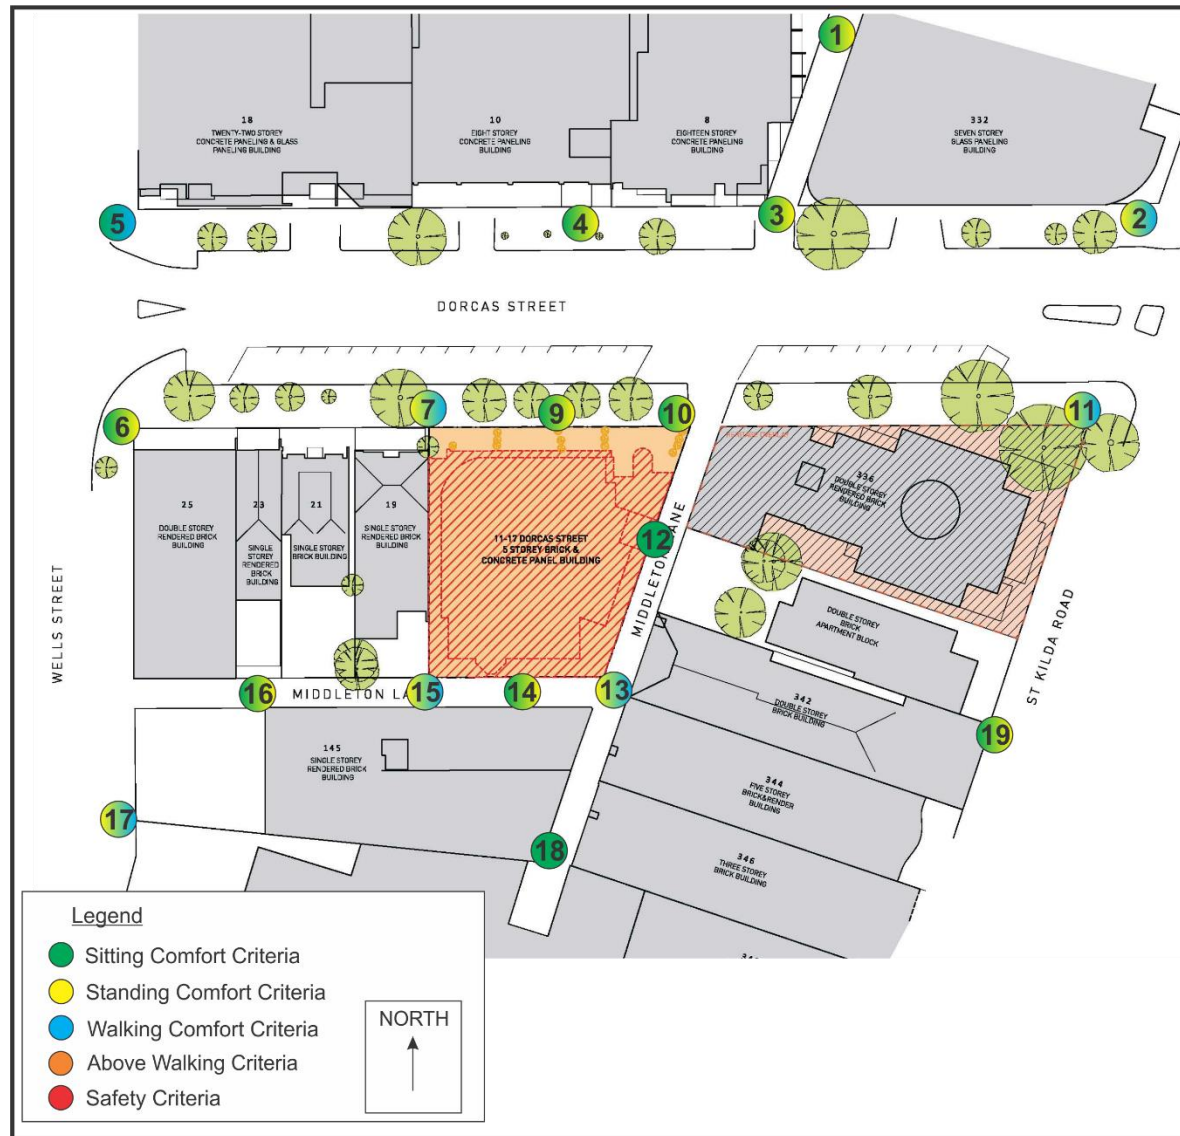 1
18
TWENTY-TWO STOREY
CONCRETE PANELING & GLASS
PANELING BUILDING
10
EIGHT STOREY
CONCRETE PANELING
BUILDING
8
EIGHTEEN STOREY
CONCRETE PANELING
BUILDING
332
SEVEN STOREY
GLASS PANELING
BUILDING
5
4
3
2
DORCAS STREET
6
7
9
10
11
25
DOUBLE STOREY
RENDERED BRICK
BUILDING
23
SINGLE
STOREY
RENDERED
BRICK
BUILDING
21
SINGLE STOREY
BRICK BUILDING
19
SINGLE STOREY
RENDERED BRICK
BUILDING
11-17 DORCAS STREET
5 STOREY BRICK &
CONCRETE PANEL BUILDING
12
MIDDLETON LANE
336
DOUBLE STOREY
RENDERED BRICK
BUILDING
DOUBLE STOREY
BRICK
APARTMENT BLOCK
WELLS STREET
ST KILDA ROAD
16
MIDDLETON LA
15
14
13
342
DOUBLE STOREY
BRICK BUILDING
19
145
SINGLE STOREY
RENDERED BRICK
BUILDING
344
FIVE STOREY
BRICK&RENDER
BUILDING
17
18
346
THREE STOREY
BRICK BUILDING
Legend
Sitting Comfort Criteria
Standing Comfort Criteria
Walking Comfort Criteria
Above Walking Criteria
Safety Criteria
NORTH